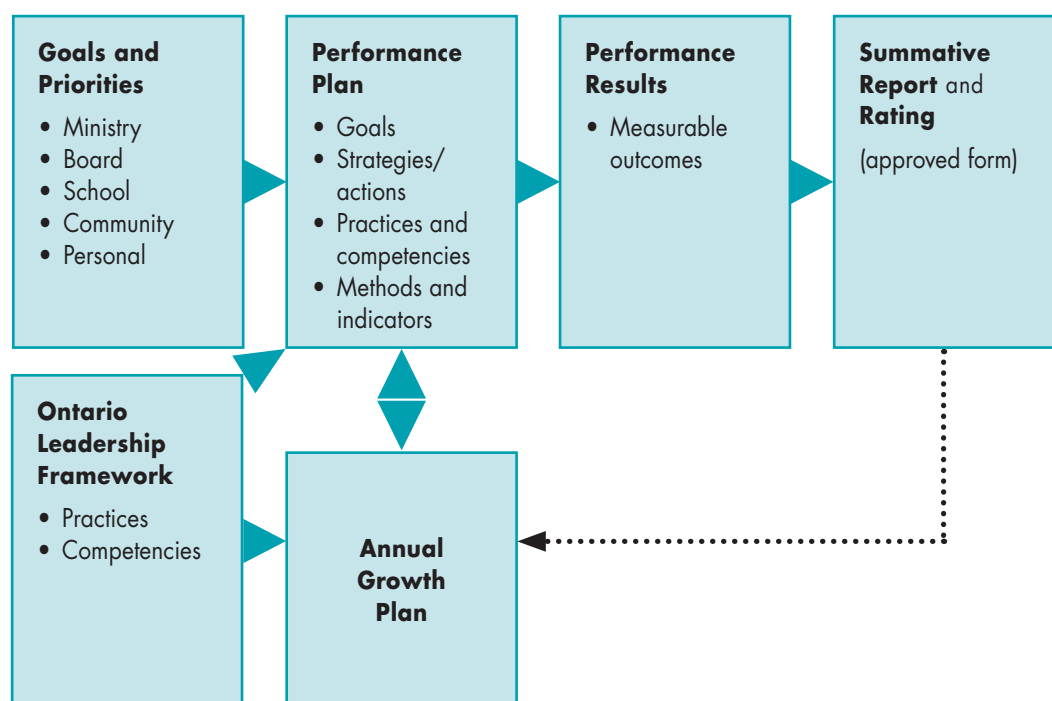 Goals and
Priorities
• Ministry
• Board
• School
• Community
• Personal
Performance
Plan
• Goals
• Strategies/
actions
• Practices and
competencies
• Methods and
indicators
Performance
Results
• Measurable
outcomes
Summative
Report and
Rating
(approved form)
Ontario
Leadership
Framework
• Practices
• Competencies
Annual
Growth
Plan